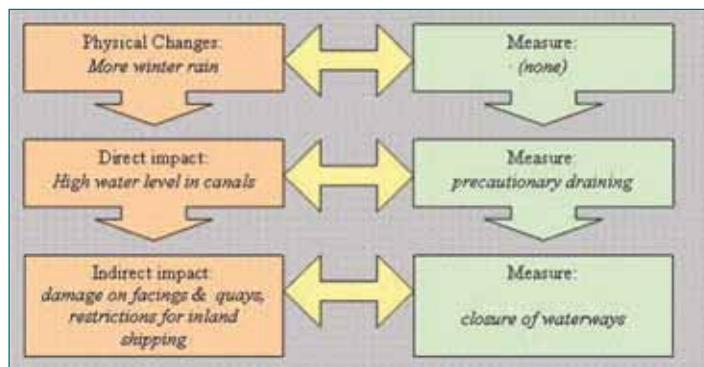 Physical Changes:
More winter rain
Measure:
- (none)
Direct impact:
High water level in canals
Measure:
precautionary draining
Indirect impact:
damage on facings & quays,
restrictions for inland
shipping
Measure:
closure of waterways